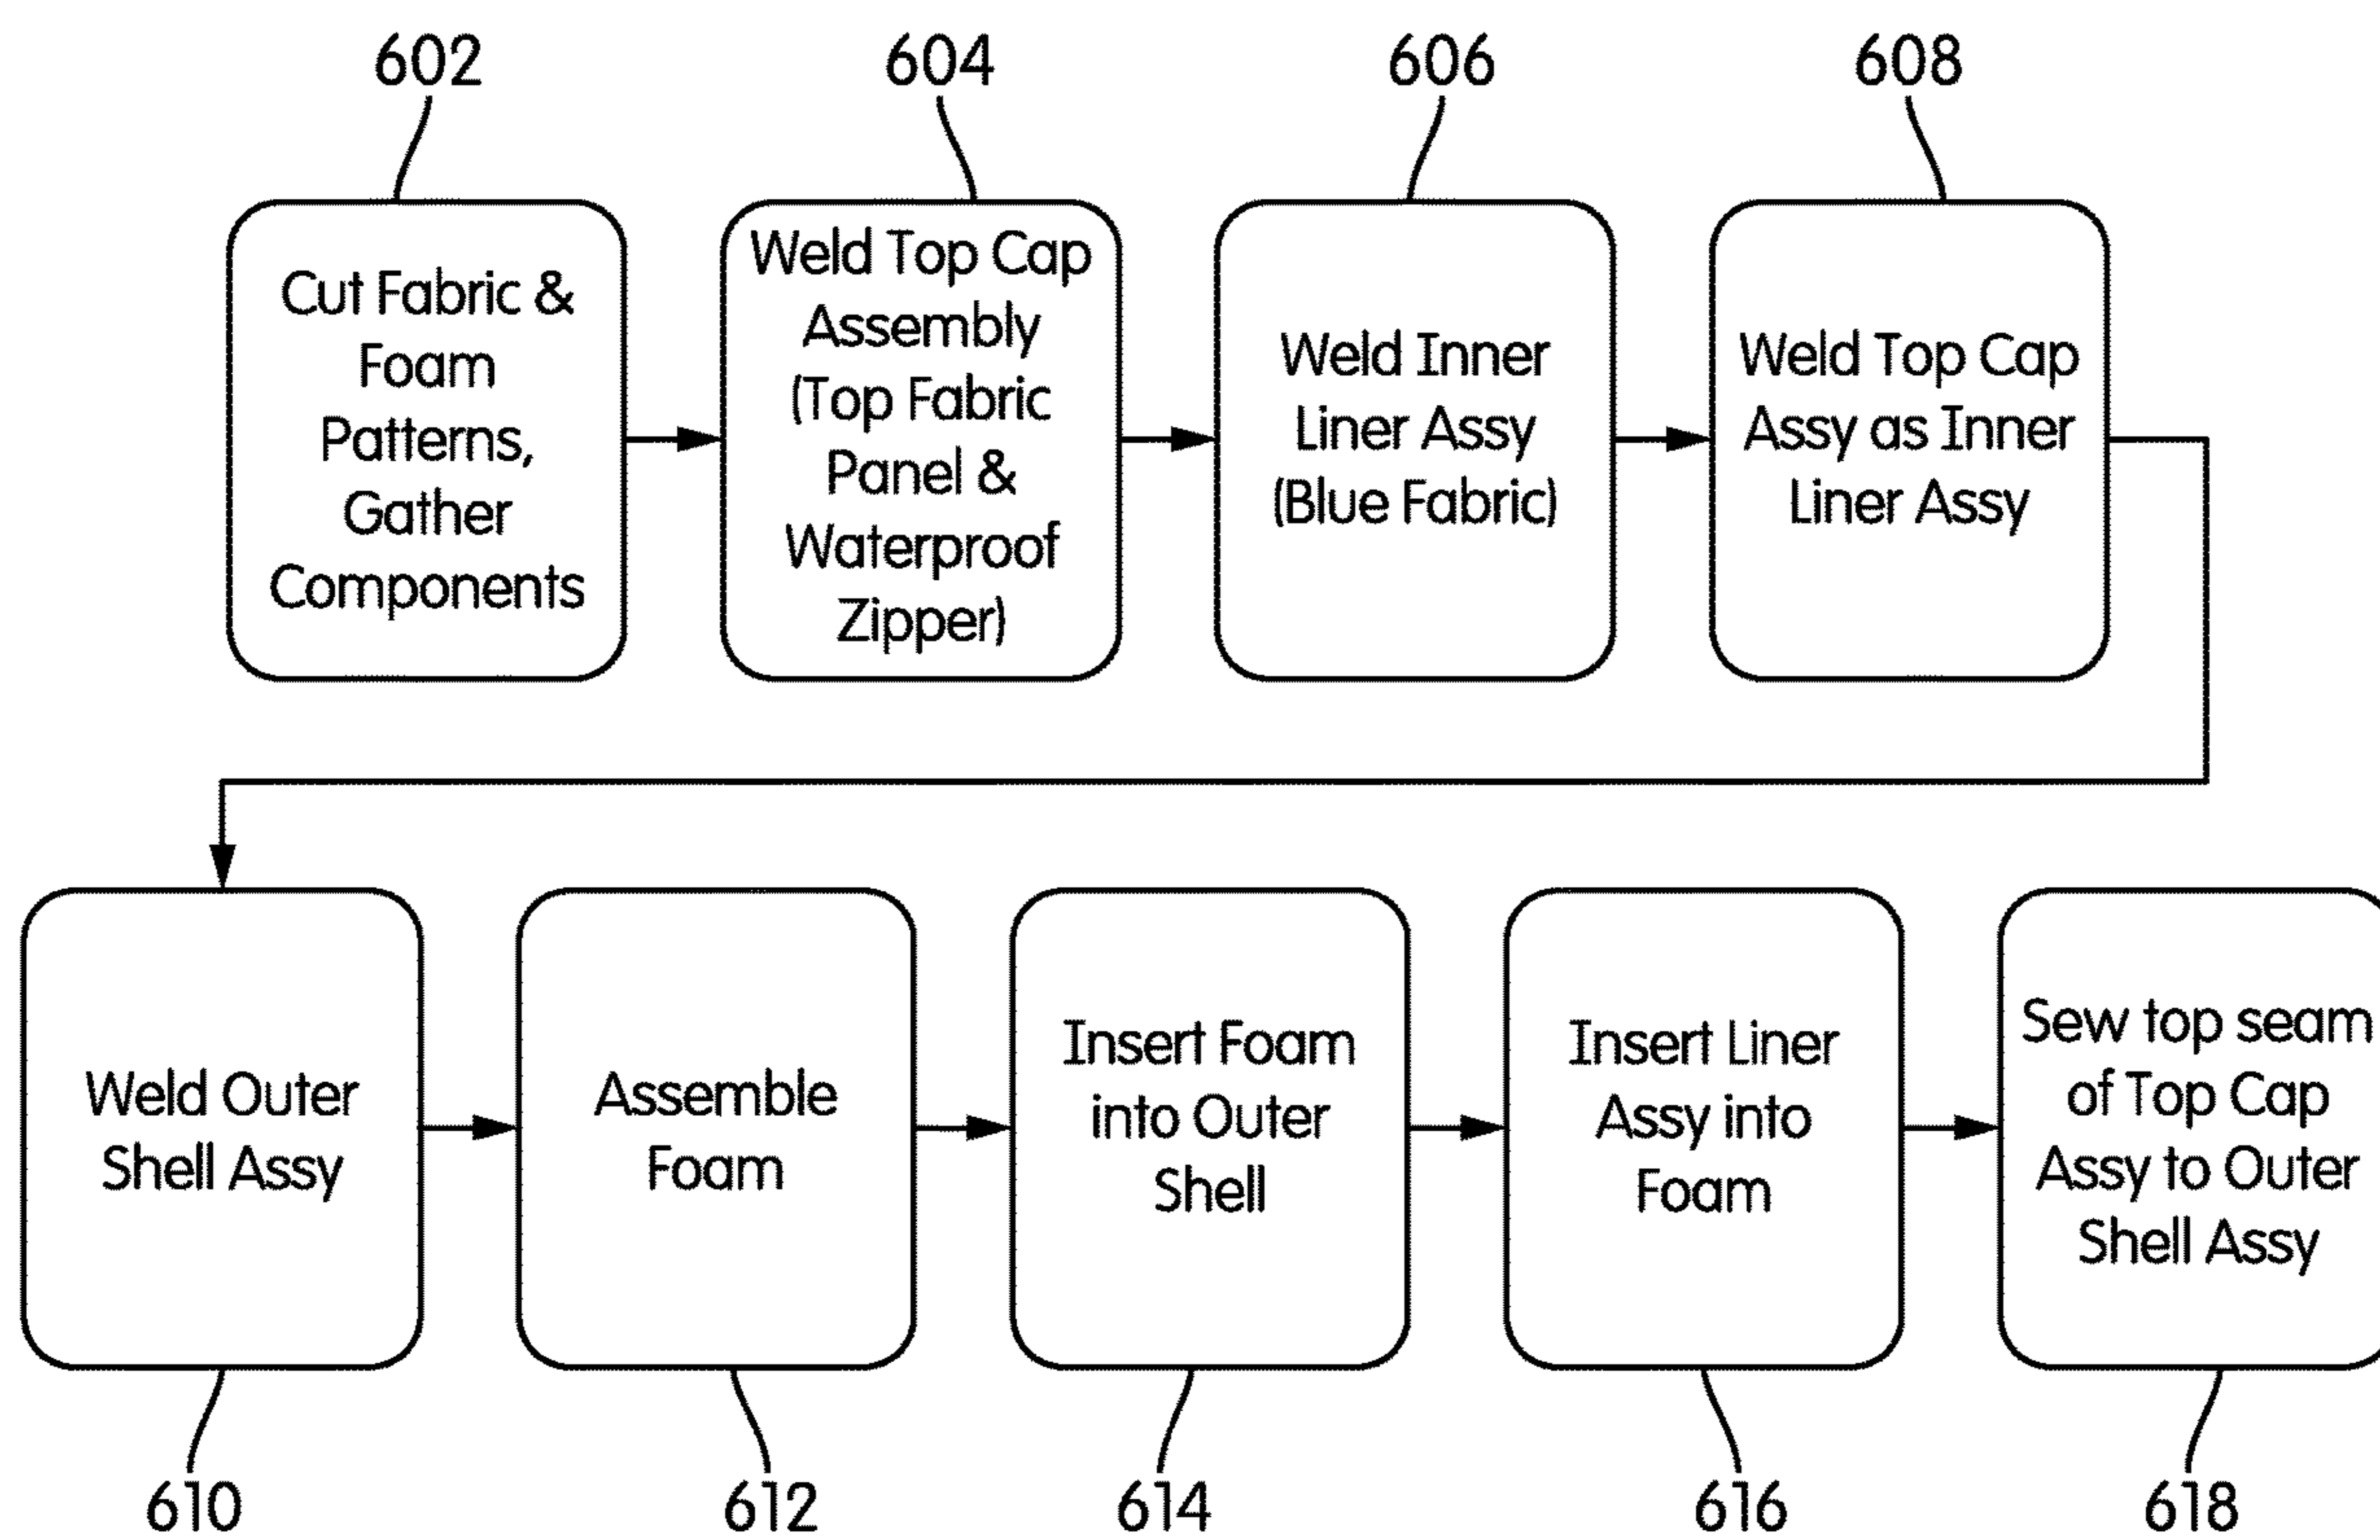 602
604
606
608
Cut Fabric &
Foam
Patterns,
Gather
Components
Weld Top Cap
Assembly
(Top Fabric
Panel &
Waterproof
Zipper)
Weld Inner
Liner Assy
(Blue Fabric)
Weld Top Cap
Assy as Inner
Liner Assy
Weld Outer
Shell Assy
Assemble
Foam
Insert Foam
into Outer
Shell
Insert Liner
Assy into
Foam
Sew top seam
of Top Cap
Assy to Outer
Shell Assy
610
612
614
616
618